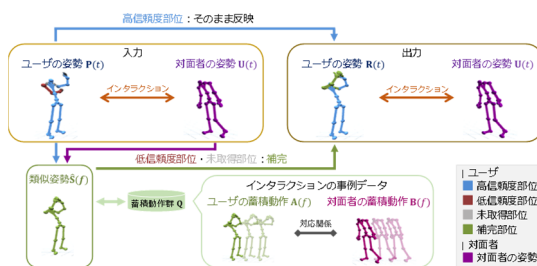 高信頼度部位：そのまま反映
入力
ユーザの姿勢 P(t)
対面者の姿勢 U(t)
インタラクション
出力
ユーザの姿勢 R(t)
対面者の姿勢 U(t)
インタラクション
低信頼度部位・未取得部位：補完
類似姿勢Ŝ(f)
蓄積動作群 Q
インタラクションの事例データ
ユーザの蓄積動作 A(f)
対面者の蓄積動作 B(f)
対応関係
| ユーザ
高信頼度部位
低信頼度部位
未取得部位
補完部位
| 対面者
対面者の姿勢